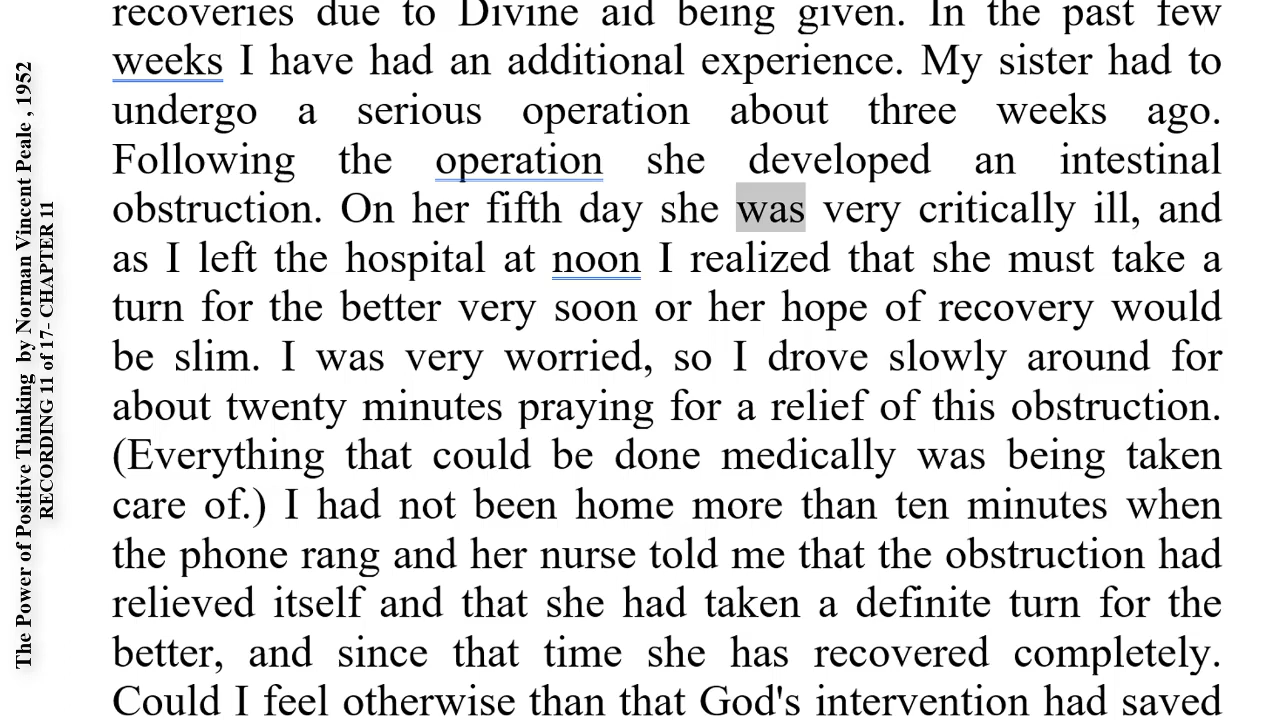 The Power of Positive Thinking by Norman Vincent Peale , 1952
RECORDING 11 of 17- CHAPTER 11
recoveries due to Divine aid being given. In the past few
weeks I have had an additional experience. My sister had to
undergo a serious operation about three weeks ago.
Following the operation she developed an intestinal
obstruction. On her fifth day she was very critically ill, and
as I left the hospital at noon I realized that she must take a
turn for the better very soon or her hope of recovery would
be slim. I was very worried, so I drove slowly around for
about twenty minutes praying for a relief of this obstruction.
(Everything that could be done medically was being taken
care of.) I had not been home more than ten minutes when
the phone rang and her nurse told me that the obstruction had
relieved itself and that she had taken a definite turn for the
better, and since that time she has recovered completely.
Could I feel otherwise than that God's intervention had saved